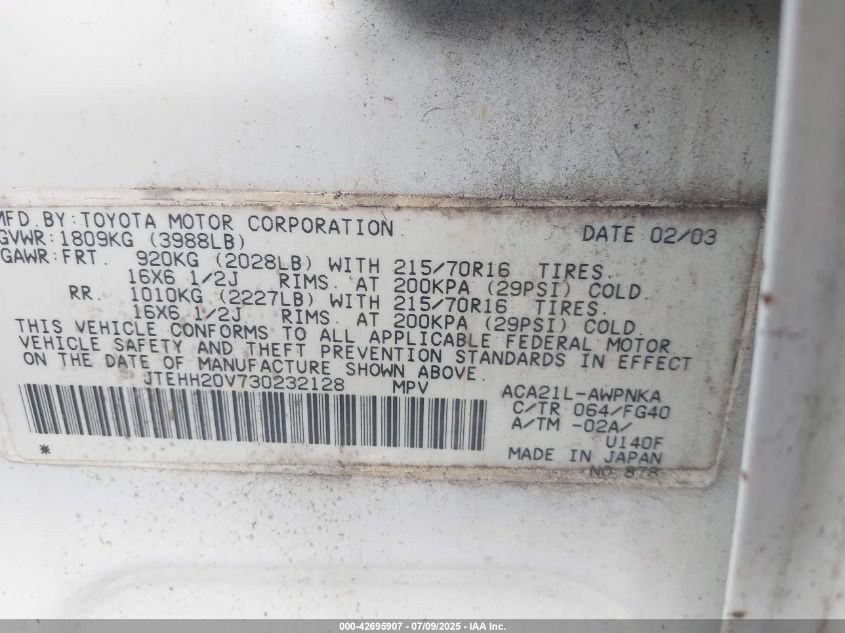 MFD. BY: TOYOTA MOTOR CORPORATION DATE 02/03
GVWR: 1809KG (3988LB)
GAWR: FRT. 920KG (2028LB) WITH 215/70R16 TIRES.
16X6 1/2J RIMS. AT 200KPA (29PSI) COLD.
RR. 1010KG (2227LB) WITH 215/70R16 TIRES.
16X6 1/2J RIMS. AT 200KPA (29PSI) COLD.
THIS VEHICLE CONFORMS TO ALL APPLICABLE FEDERAL MOTOR
VEHICLE SAFETY AND THEFT PREVENTION STANDARDS IN EFFECT
ON THE DATE OF MANUFACTURE SHOWN ABOVE.
JTEHH20V730232128 MPV ACA21L-AWPNKA
C/TR 064/FG40
A/TM -02A/
U140F
MADE IN JAPAN
NO. 878
000-42695907 - 07/09/2025 - IAA Inc.